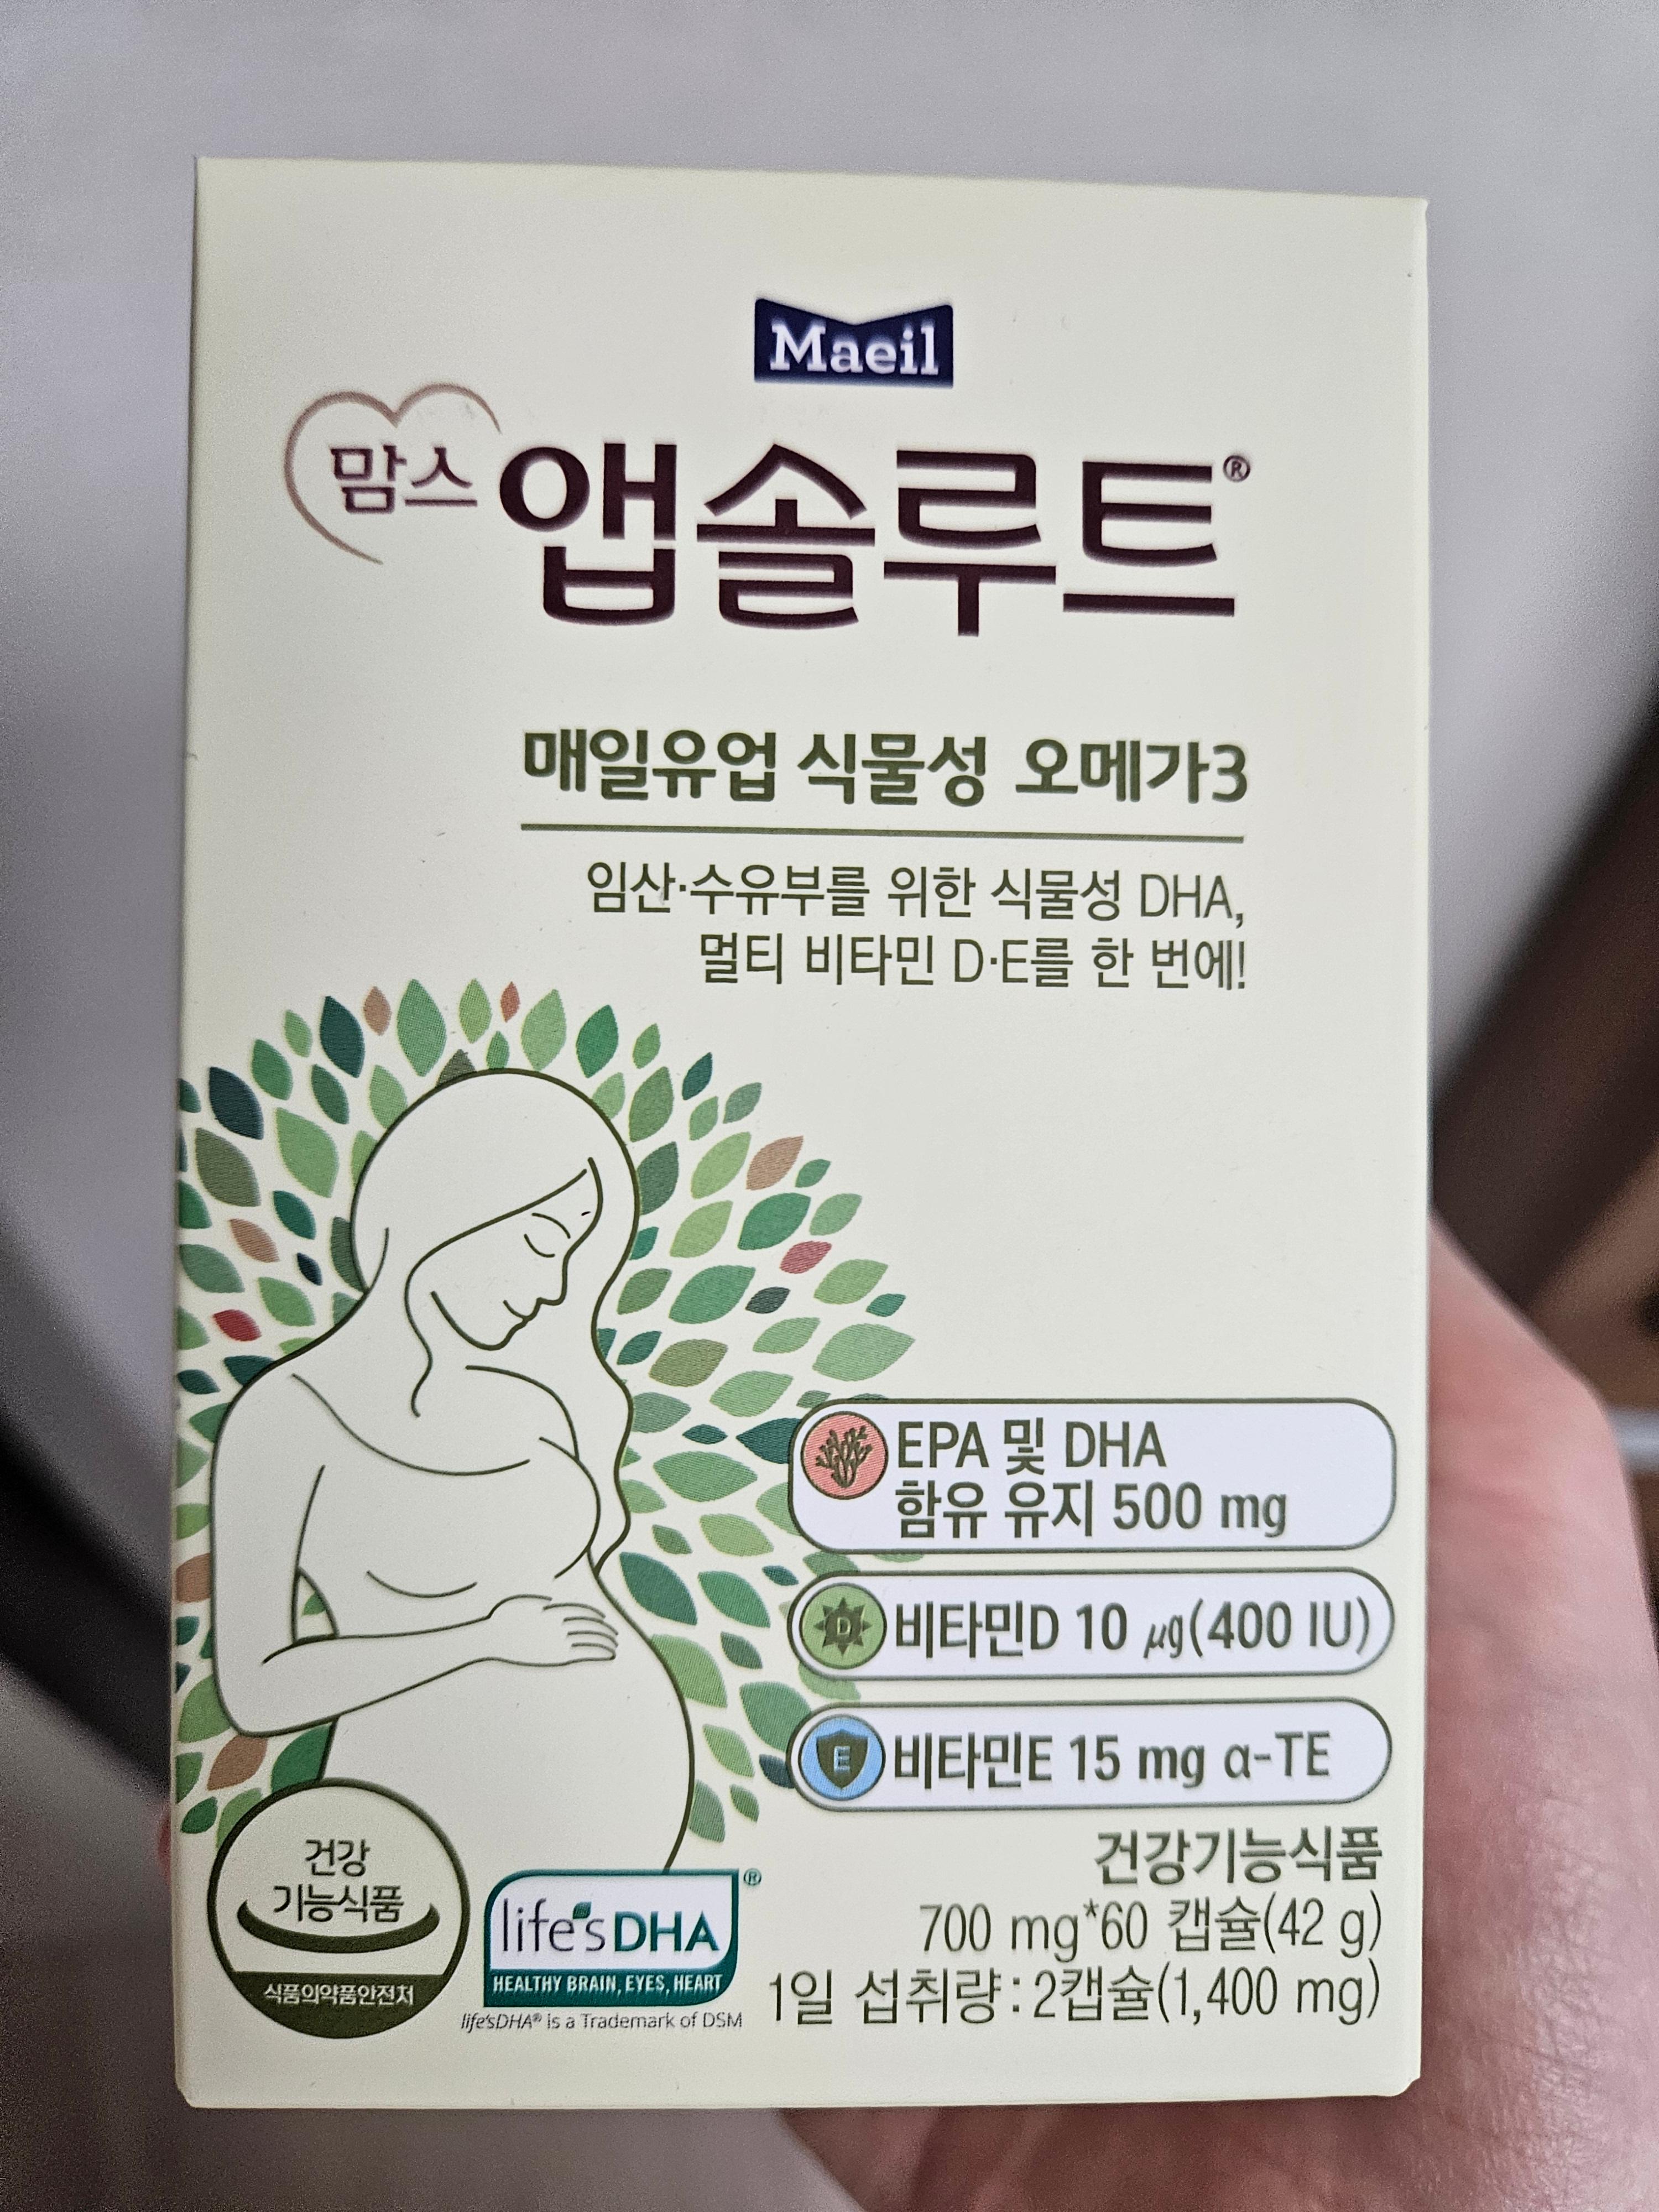 Maeil
맘스 앱솔루트®
매일유업 식물성 오메가3
임산·수유부를 위한 식물성 DHA,
멀티 비타민 D·E를 한 번에!
EPA 및 DHA
함유 유지 500 mg
D 비타민D 10 ㎍(400 IU)
E 비타민E 15 mg α-TE
건강기능식품
700 mg*60 캡슐(42 g)
1일 섭취량 : 2캡슐(1,400 mg)
건강
기능식품
식품의약품안전처
life'sDHA®
HEALTHY BRAIN, EYES, HEART
life'sDHA® is a Trademark of DSM